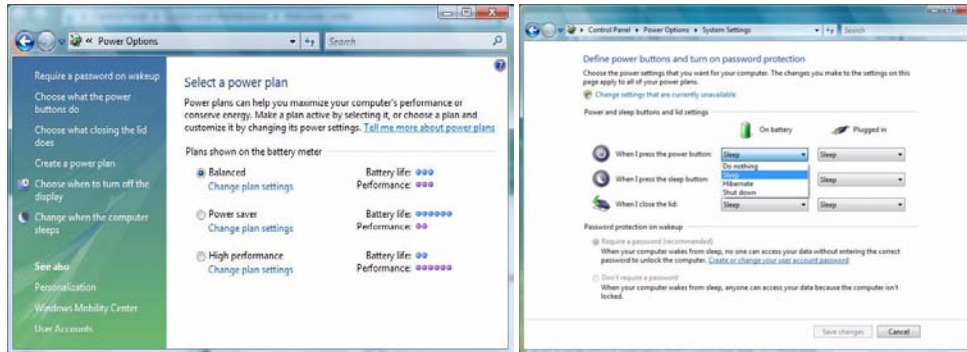 Power Options
Search
Require a password on wakeup
Choose what the power
buttons do
Choose what closing the lid
does
Create a power plan
Choose when to turn off the
display
Change when the computer
sleeps
See also
Personalization
Windows Mobility Center
User Accounts
Select a power plan
Power plans can help you maximize your computer's performance or
conserve energy. Make a plan active by selecting it, or choose a plan and
customize it by changing its power settings. Tell me more about power plans
Plans shown on the battery meter
Balanced Battery life:
Change plan settings Performance:
Power saver Battery life:
Change plan settings Performance:
High performance Battery life:
Change plan settings Performance:
Control Panel Power Options System Settings
Search
Define power buttons and turn on password protection
Choose the power settings that you want for your computer. The changes you make to the settings on this
page apply to all of your power plans.
Change settings that are currently unavailable
Power and sleep buttons and lid settings
On battery Plugged in
When I press the power button: Sleep Sleep
Do nothing
Sleep
Hibernate
Shut down
When I press the sleep button: Sleep
When I close the lid: Sleep Sleep
Password protection on wakeup
Require a password (recommended)
When your computer wakes from sleep, no one can access your data without entering the correct
password to unlock the computer. Create or change your user account password
Don't require a password
When your computer wakes from sleep, anyone can access your data because the computer isn't
locked.
Save changes Cancel